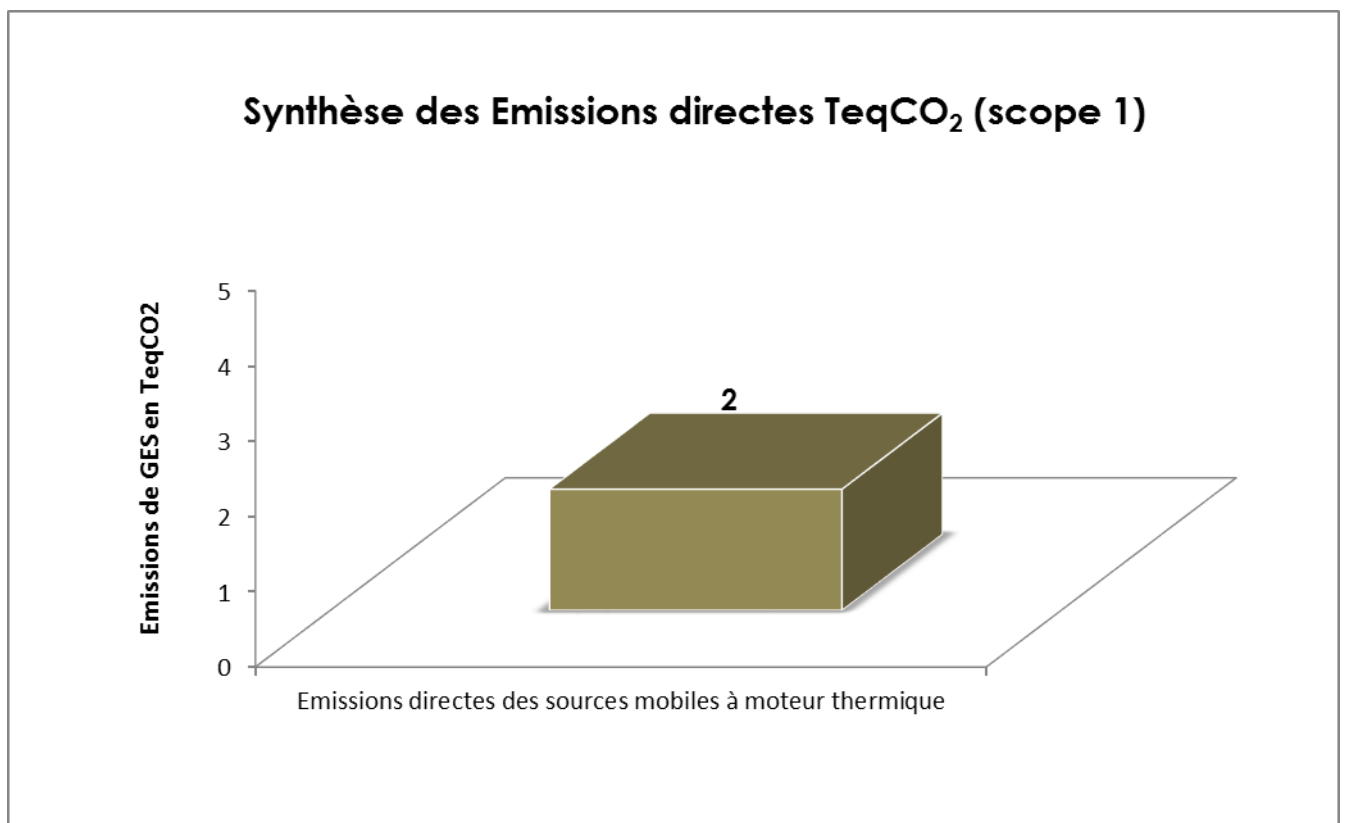 Synthèse des Emissions directes TeqCO₂ (scope 1)
Emissions de GES en TeqCO2
5
4
3
2
1
0
2
Emissions directes des sources mobiles à moteur thermique